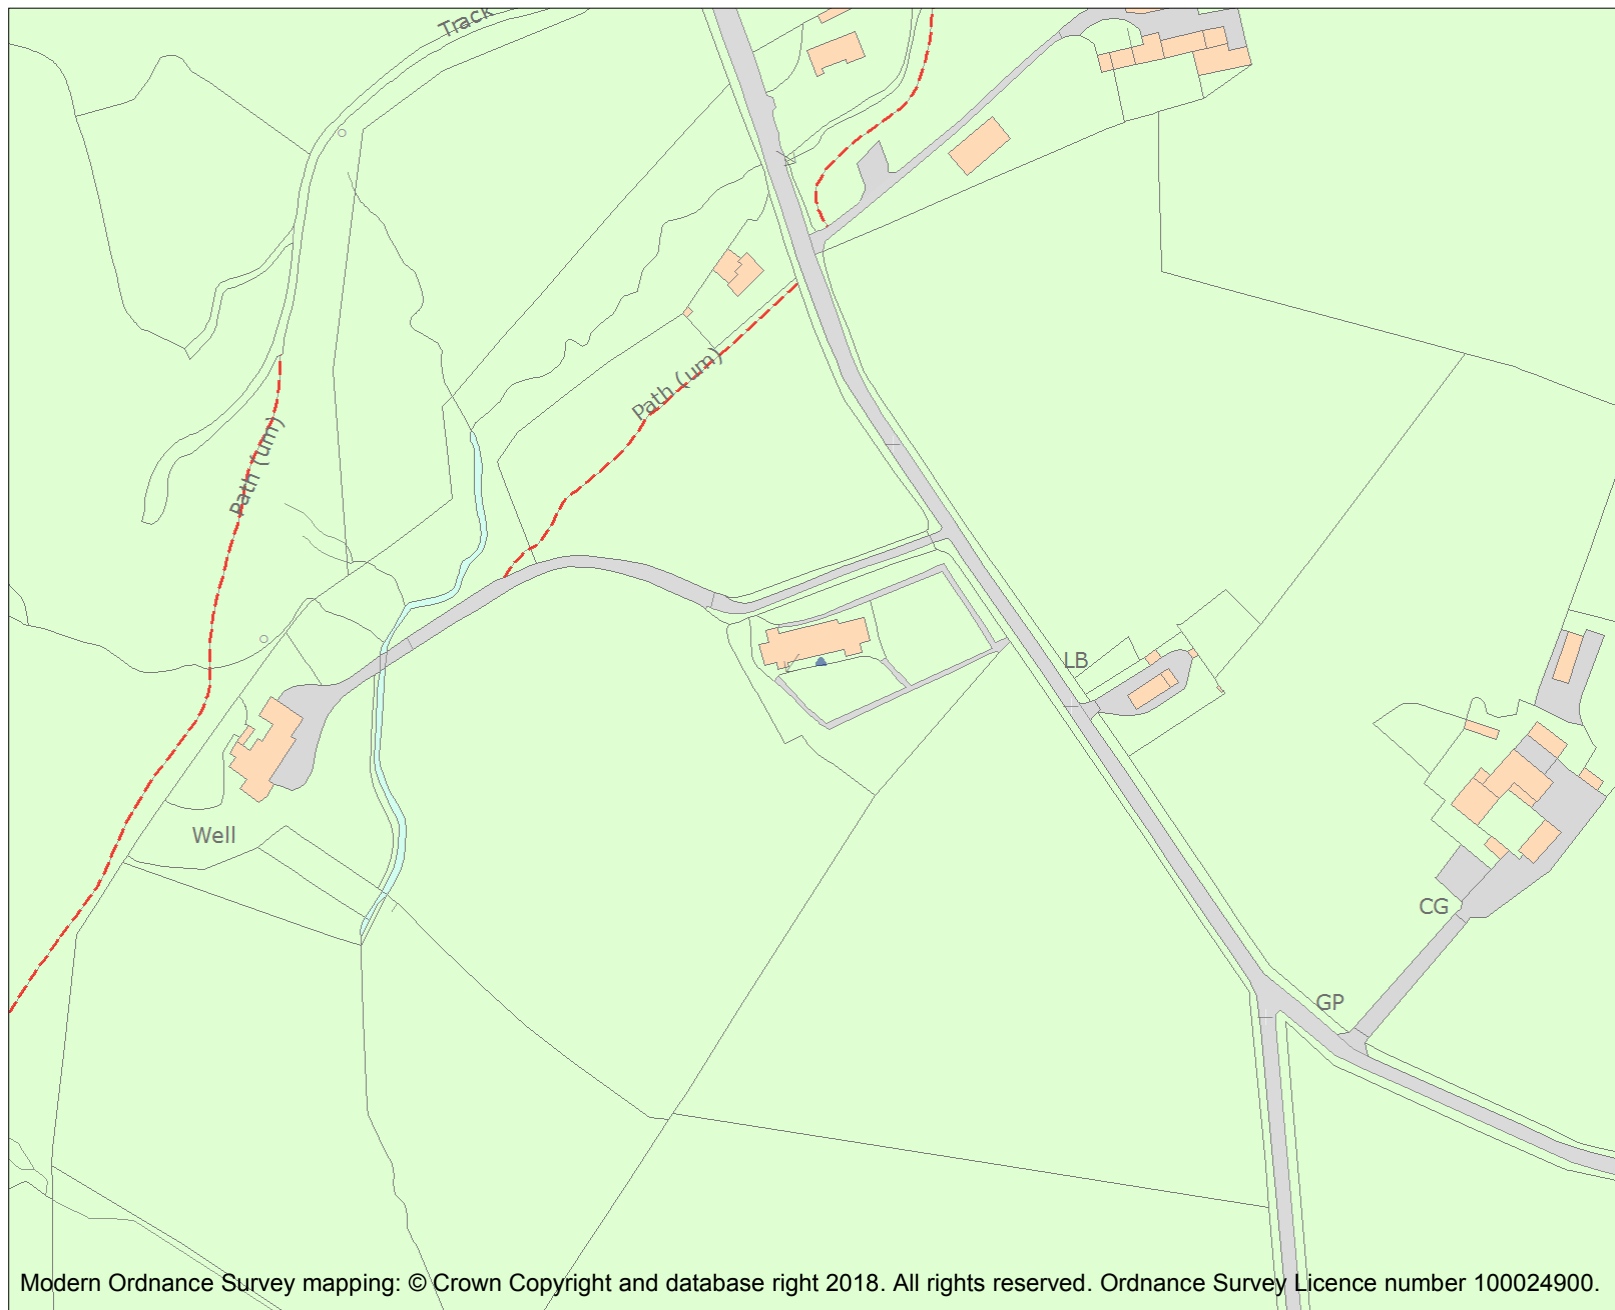 Track
Path (um)
Path (um)
LB
Well
CG
GP
Modern Ordnance Survey mapping: © Crown Copyright and database right 2018. All rights reserved. Ordnance Survey Licence number 100024900.